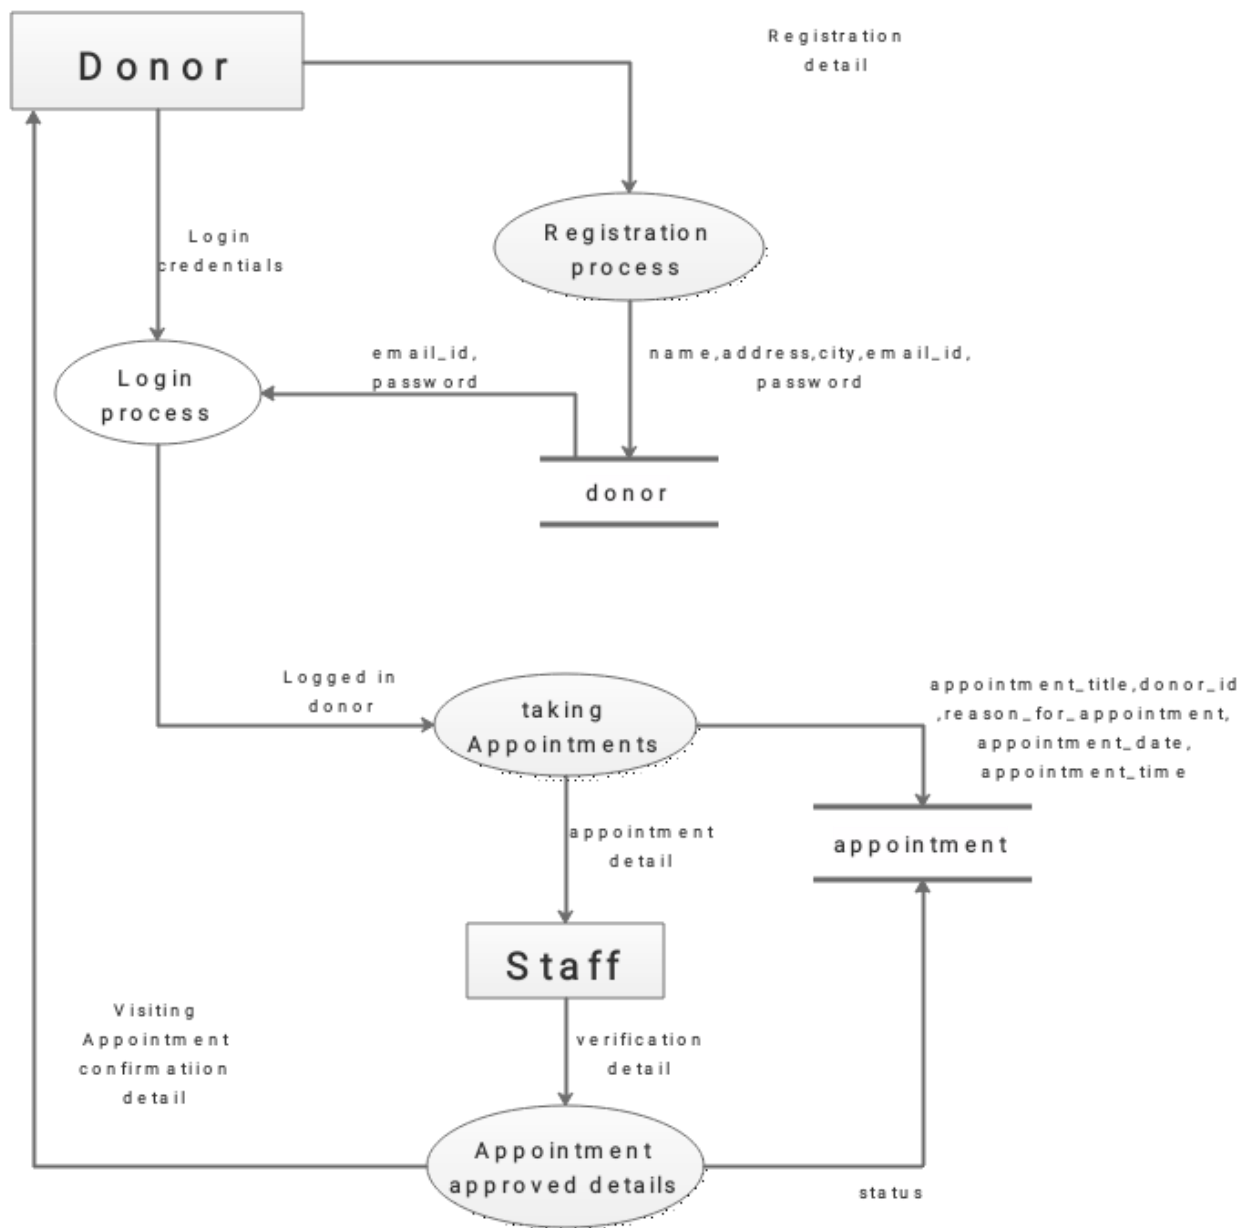 Donor
Registration
detail
Registration
process
Login
credentials
email_id,
password
name,address,city,email_id,
password
Login
process
donor
Logged in
donor
taking
Appointments
appointment_title,donor_id
,reason_for_appointment,
appointment_date,
appointment_time
appointment
detail
appointment
Staff
Visiting
Appointment
confirmatiion
detail
verification
detail
Appointment
approved details
status